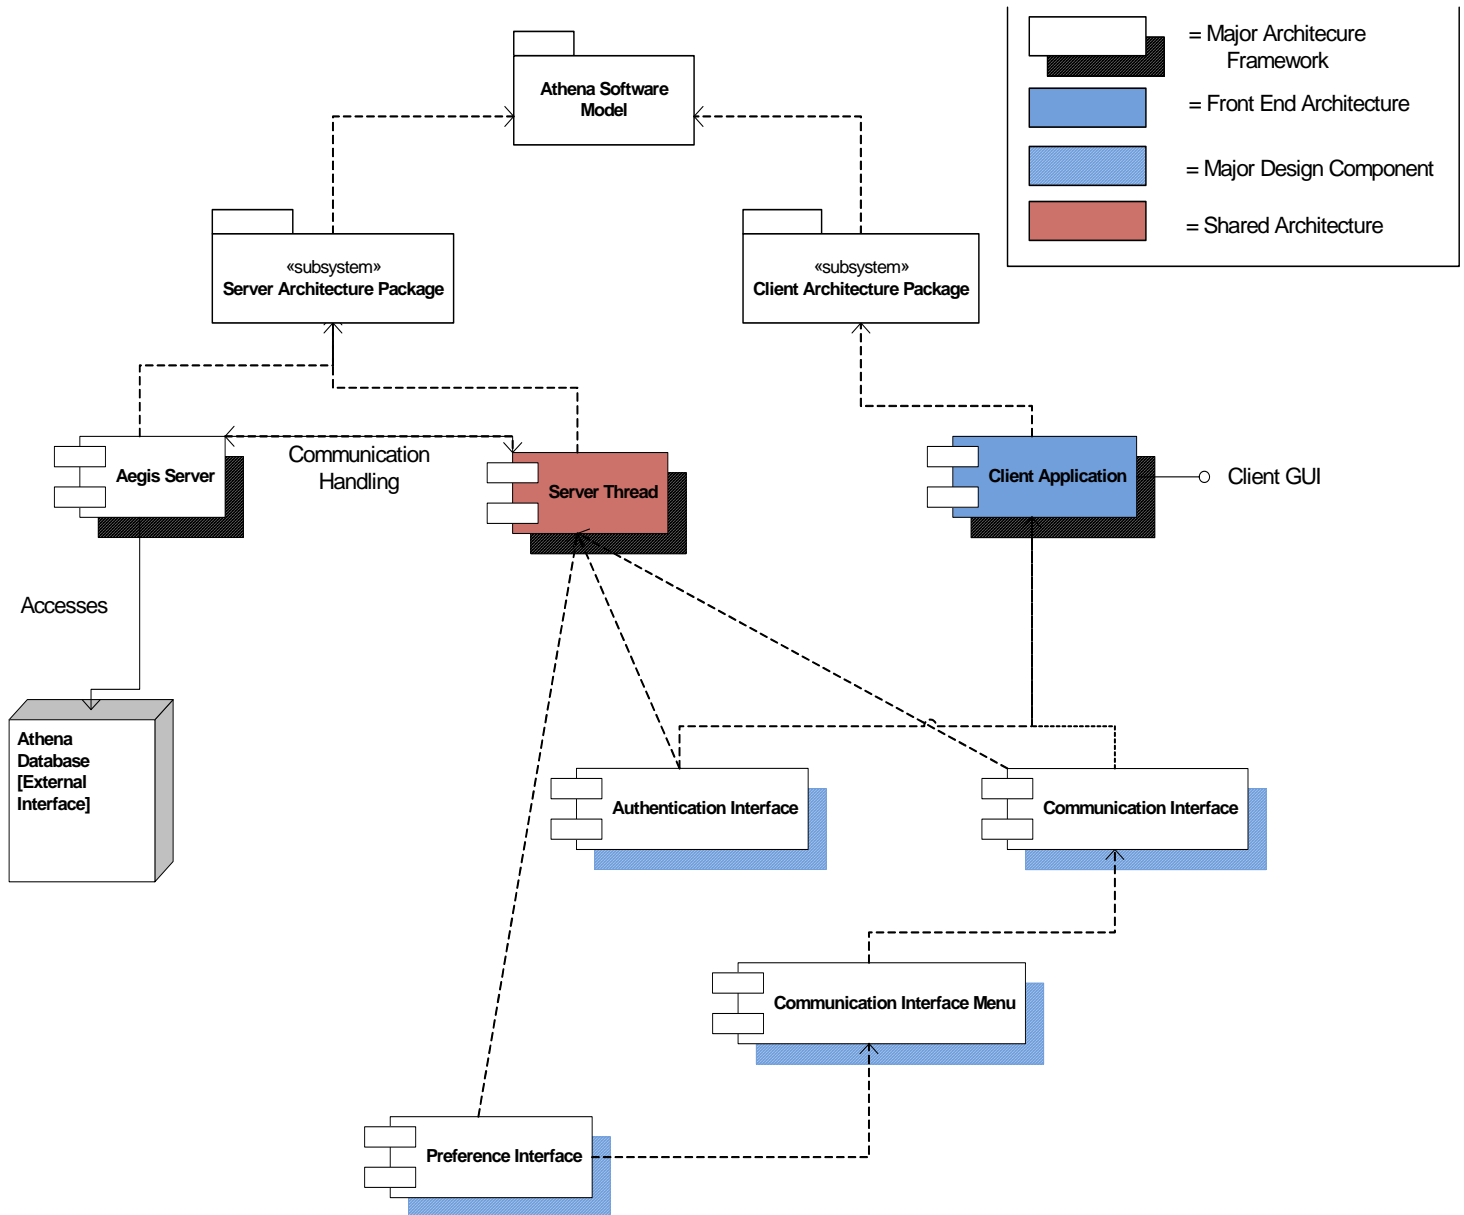 = Major Architecure
Framework
= Front End Architecture
= Major Design Component
= Shared Architecture
Athena Software
Model
«subsystem»
Server Architecture Package
«subsystem»
Client Architecture Package
Aegis Server
Communication
Handling
Server Thread
Client Application
Client GUI
Accesses
Athena
Database
[External
Interface]
Authentication Interface
Communication Interface
Communication Interface Menu
Preference Interface